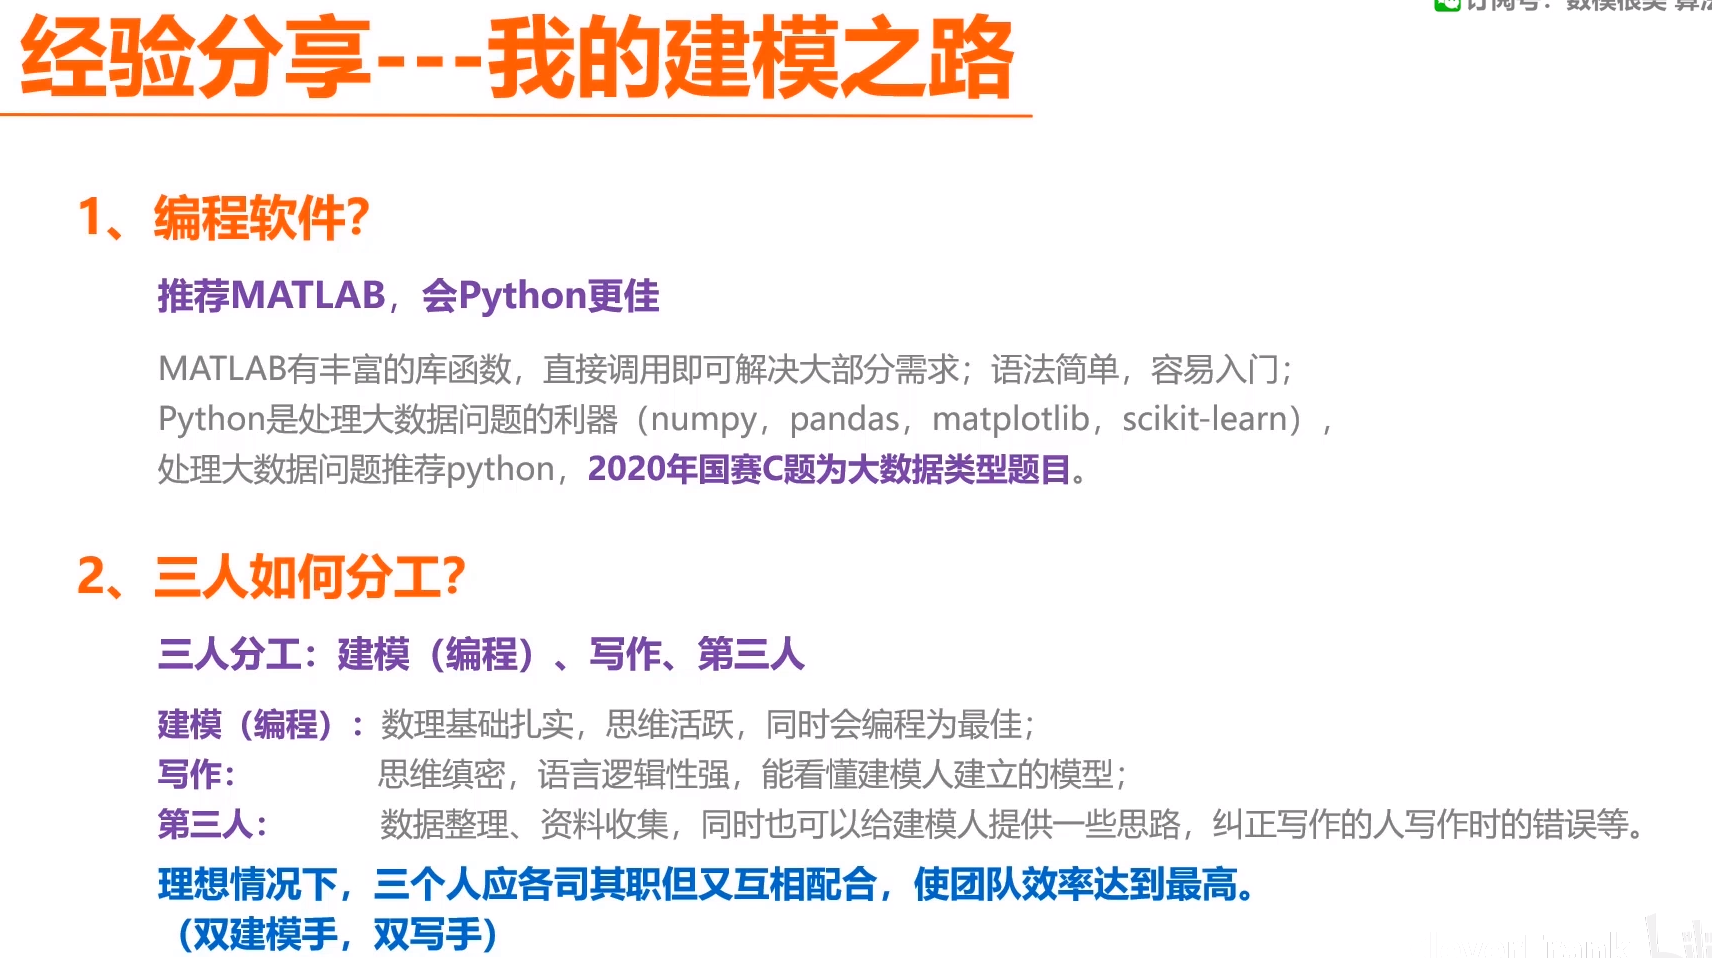 订阅号：数模很美 算法
经验分享---我的建模之路
1、编程软件？
推荐MATLAB，会Python更佳
MATLAB有丰富的库函数，直接调用即可解决大部分需求；语法简单，容易入门；
Python是处理大数据问题的利器（numpy，pandas，matplotlib，scikit-learn），
处理大数据问题推荐python，2020年国赛C题为大数据类型题目。
2、三人如何分工？
三人分工：建模（编程）、写作、第三人
建模（编程）：数理基础扎实，思维活跃，同时会编程为最佳；
写作：思维缜密，语言逻辑性强，能看懂建模人建立的模型；
第三人：数据整理、资料收集，同时也可以给建模人提供一些思路，纠正写作的人写作时的错误等。
理想情况下，三个人应各司其职但又互相配合，使团队效率达到最高。
（双建模手，双写手）